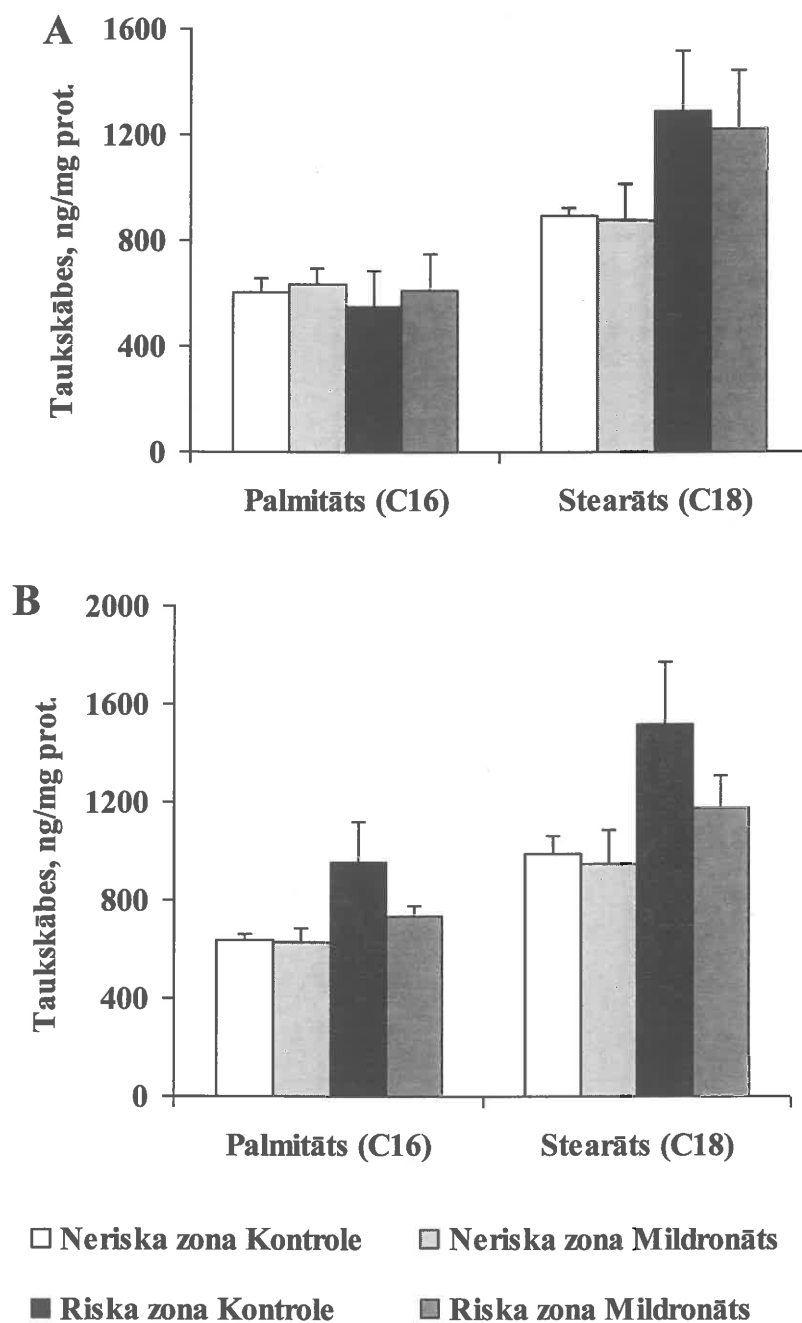 A
1600
1200
800
400
0
Taukskābes, ng/mg prot.
Palmitāts (C16)
Stearāts (C18)
B
2000
1600
1200
800
400
0
Taukskābes, ng/mg prot.
Palmitāts (C16)
Stearāts (C18)
Neriska zona Kontrole
Neriska zona Mildronāts
Riska zona Kontrole
Riska zona Mildronāts